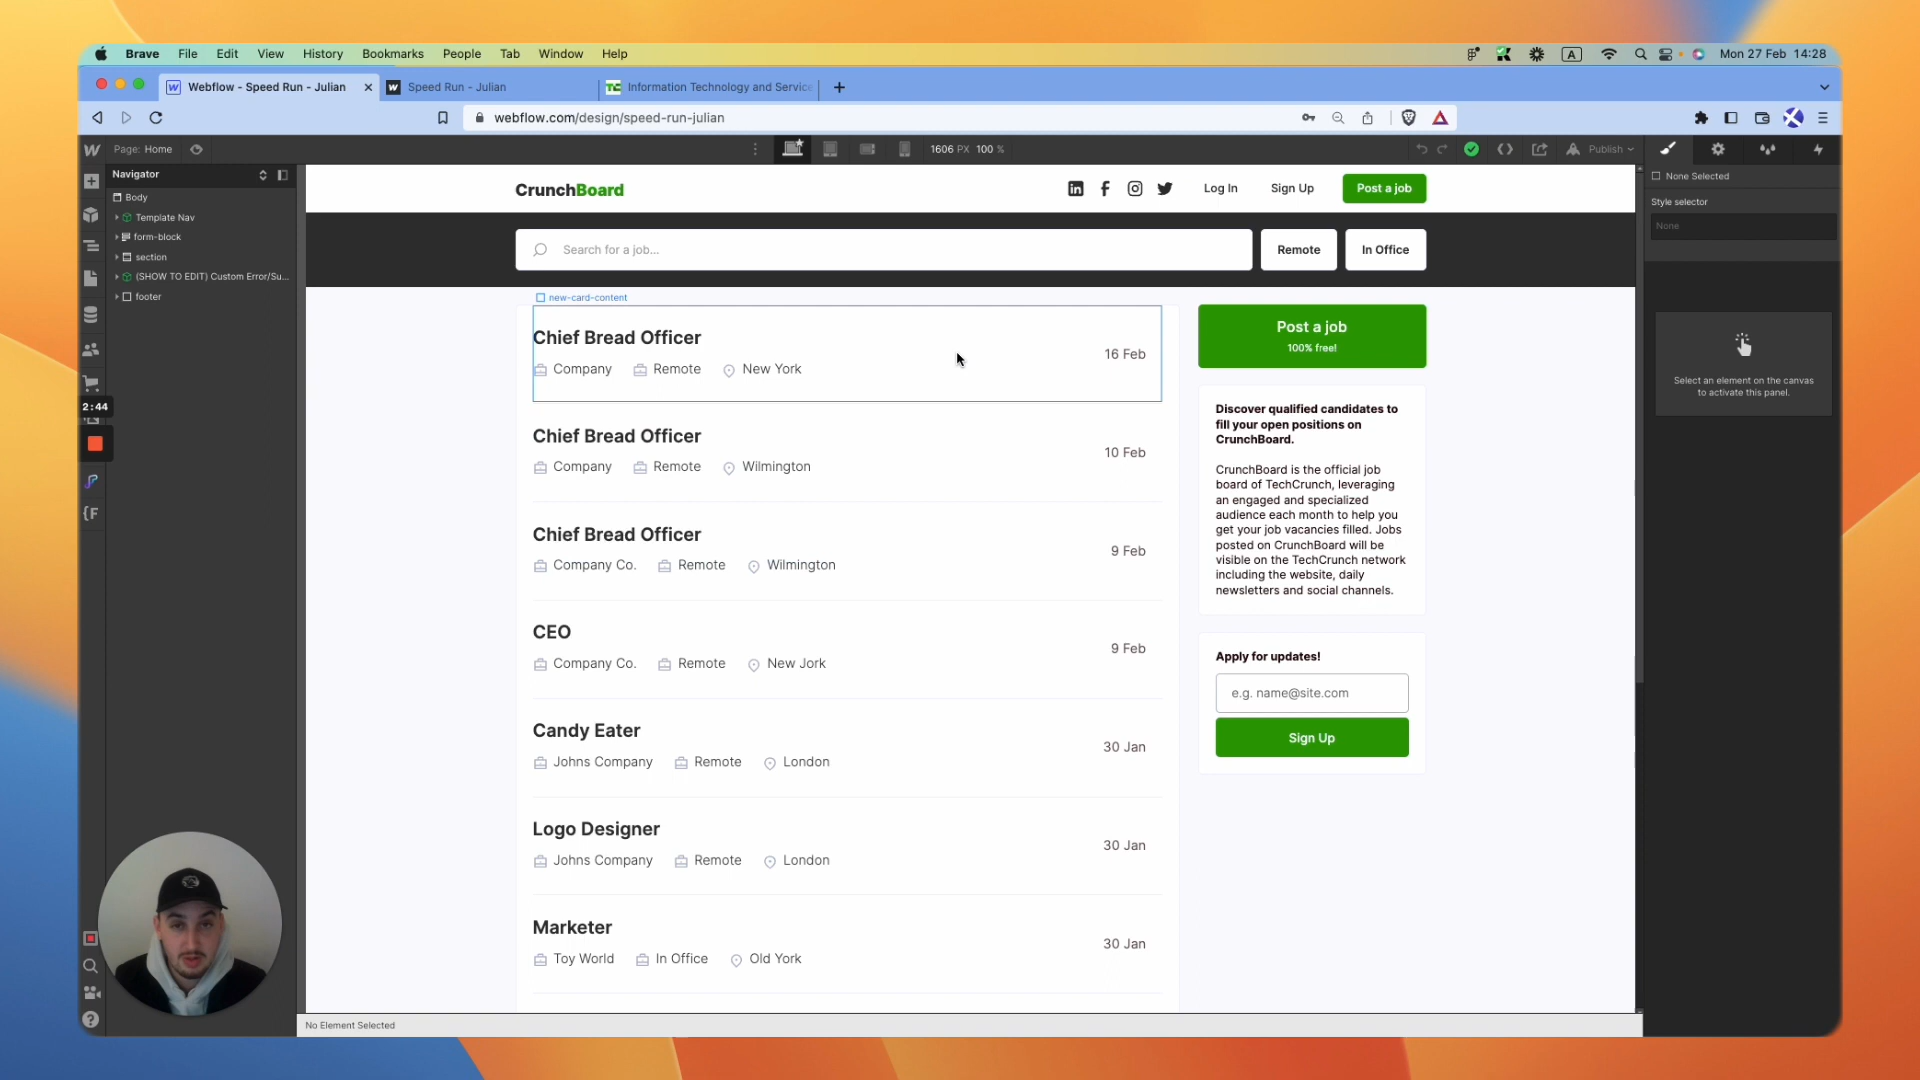 Brave File Edit View History Bookmarks People Tab Window Help
A Mon 27 Feb 14:28
Webflow - Speed Run - Julian
Speed Run - Julian
Information Technology and Service
webflow.com/design/speed-run-julian
Page: Home
1606 PX 100 %
Publish
Navigator
Body
Template Nav
form-block
section
(SHOW TO EDIT) Custom Error/Su...
footer
2:44
CrunchBoard
Log In
Sign Up
Post a job
Search for a job...
Remote
In Office
new-card-content
Chief Bread Officer
Company Remote New York
16 Feb
Chief Bread Officer
Company Remote Wilmington
10 Feb
Chief Bread Officer
Company Co. Remote Wilmington
9 Feb
CEO
Company Co. Remote New Jork
9 Feb
Candy Eater
Johns Company Remote London
30 Jan
Logo Designer
Johns Company Remote London
30 Jan
Marketer
Toy World In Office Old York
30 Jan
Post a job
100% free!
Discover qualified candidates to
fill your open positions on
CrunchBoard.
CrunchBoard is the official job
board of TechCrunch, leveraging
an engaged and specialized
audience each month to help you
get your job vacancies filled. Jobs
posted on CrunchBoard will be
visible on the TechCrunch network
including the website, daily
newsletters and social channels.
Apply for updates!
e.g. name@site.com
Sign Up
None Selected
Style selector
None
Select an element on the canvas
to activate this panel.
No Element Selected